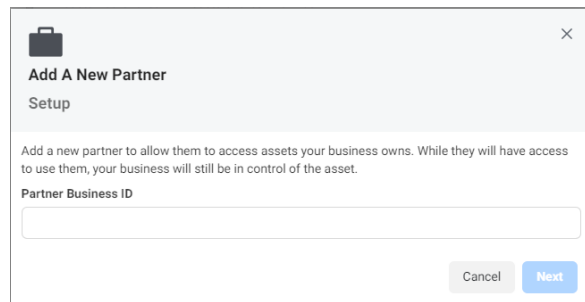 Add A New Partner
Setup
Add a new partner to allow them to access assets your business owns. While they will have access
to use them, your business will still be in control of the asset.
Partner Business ID
Cancel Next